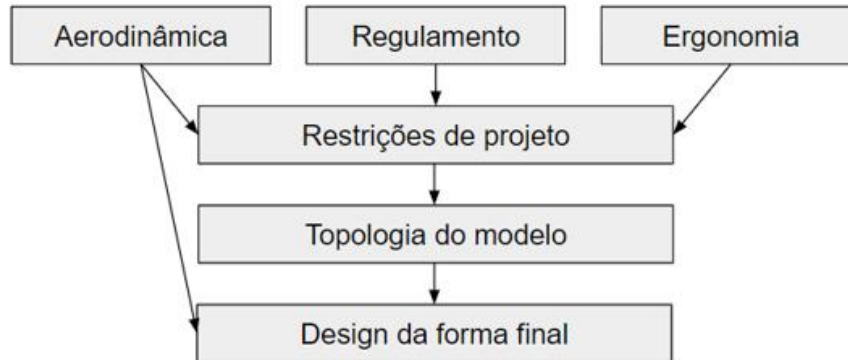 Aerodinâmica
Regulamento
Ergonomia
Restrições de projeto
Topologia do modelo
Design da forma final